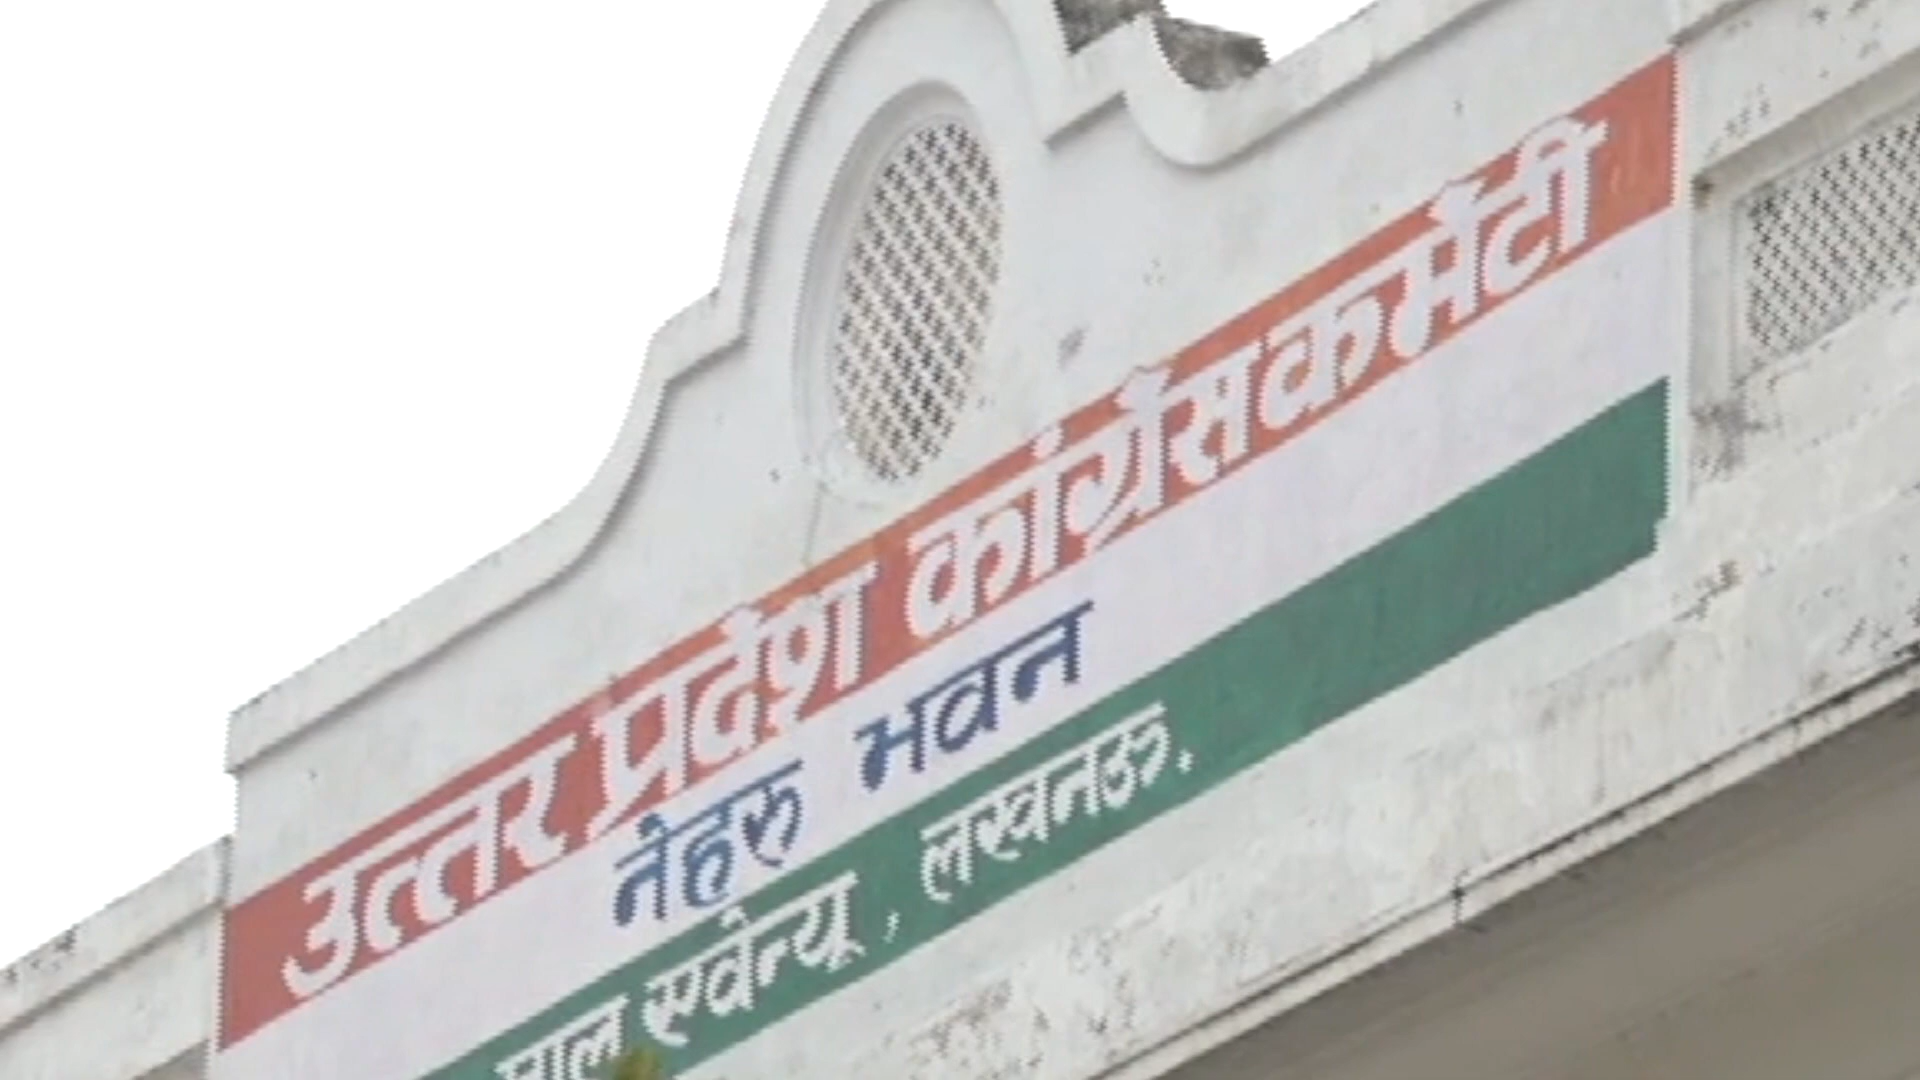 उत्तर प्रदेश कांग्रेस कमेटी
नेहरु भवन
माल एवेन्यू , लखनऊ.